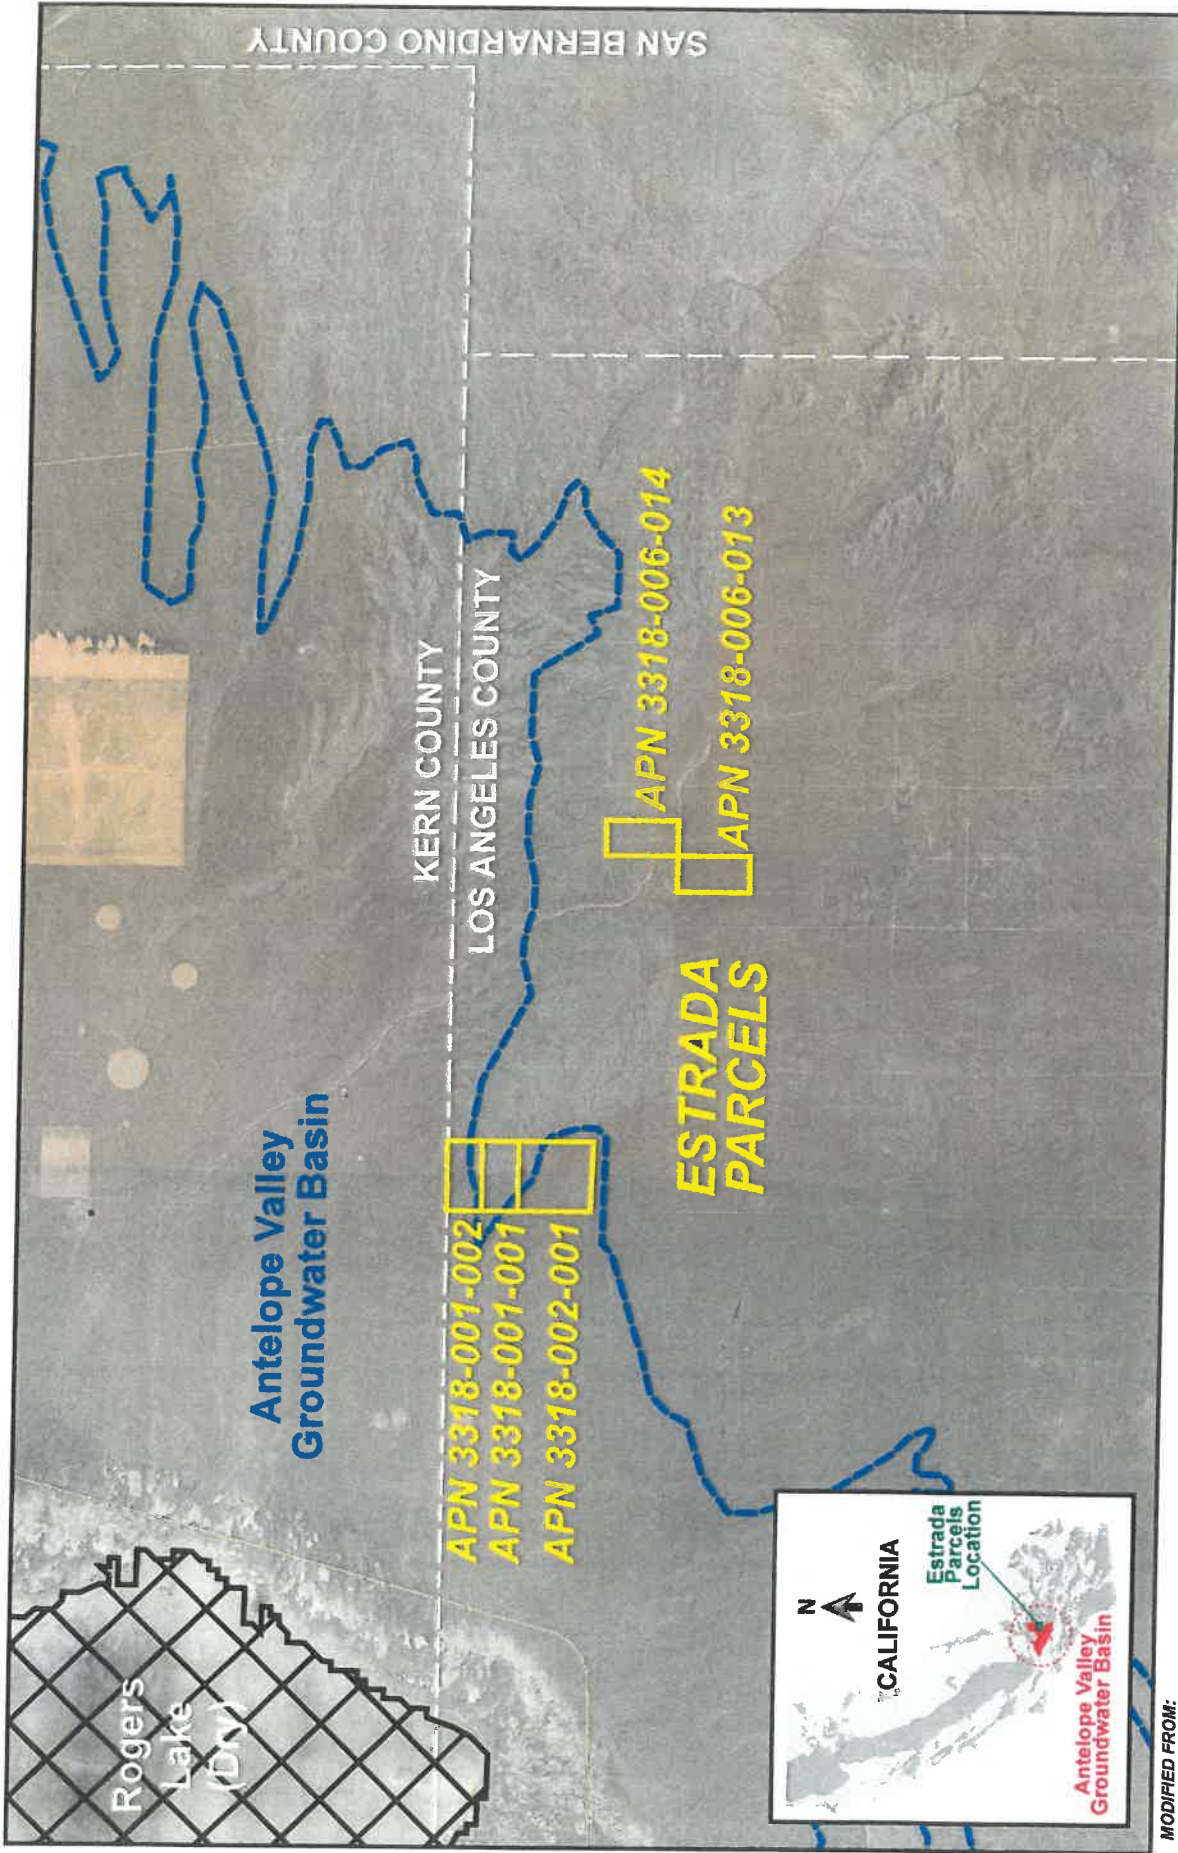 SAN BERNARDINO COUNTY
KERN COUNTY
LOS ANGELES COUNTY
Antelope Valley
Groundwater Basin
Rogers
Lake
(Dry)
APN 3318-001-002
APN 3318-001-001
APN 3318-002-001
APN 3318-006-014
APN 3318-006-013
ESTRADA
PARCELS
N
CALIFORNIA
Estrada
Parcels
Location
Antelope Valley
Groundwater Basin
MODIFIED FROM: